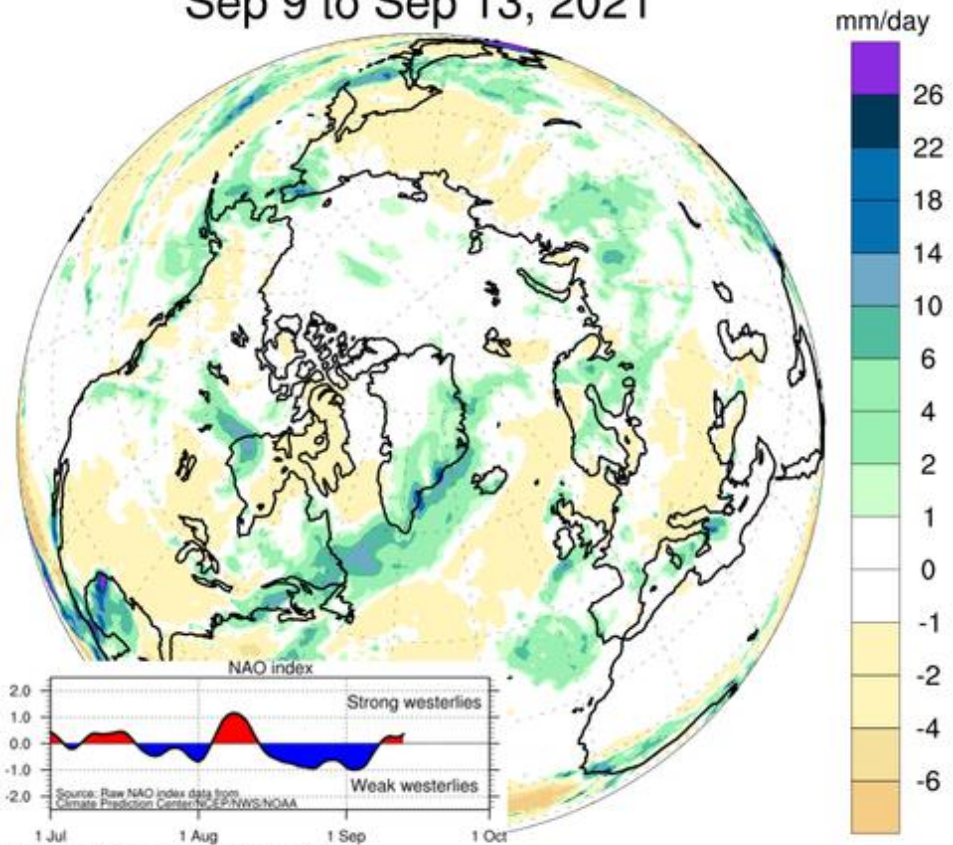 Sep 9 to Sep 13, 2021
mm/day
26
22
18
14
10
6
4
2
1
0
-1
-2
-4
-6
NAO index
2.0
1.0
0.0
-1.0
-2.0
Strong westerlies
Weak westerlies
Source: Raw NAO index data from
Climate Prediction Center/NCEP/NWS/NOAA
1 Jul
1 Aug
1 Sep
1 Oct